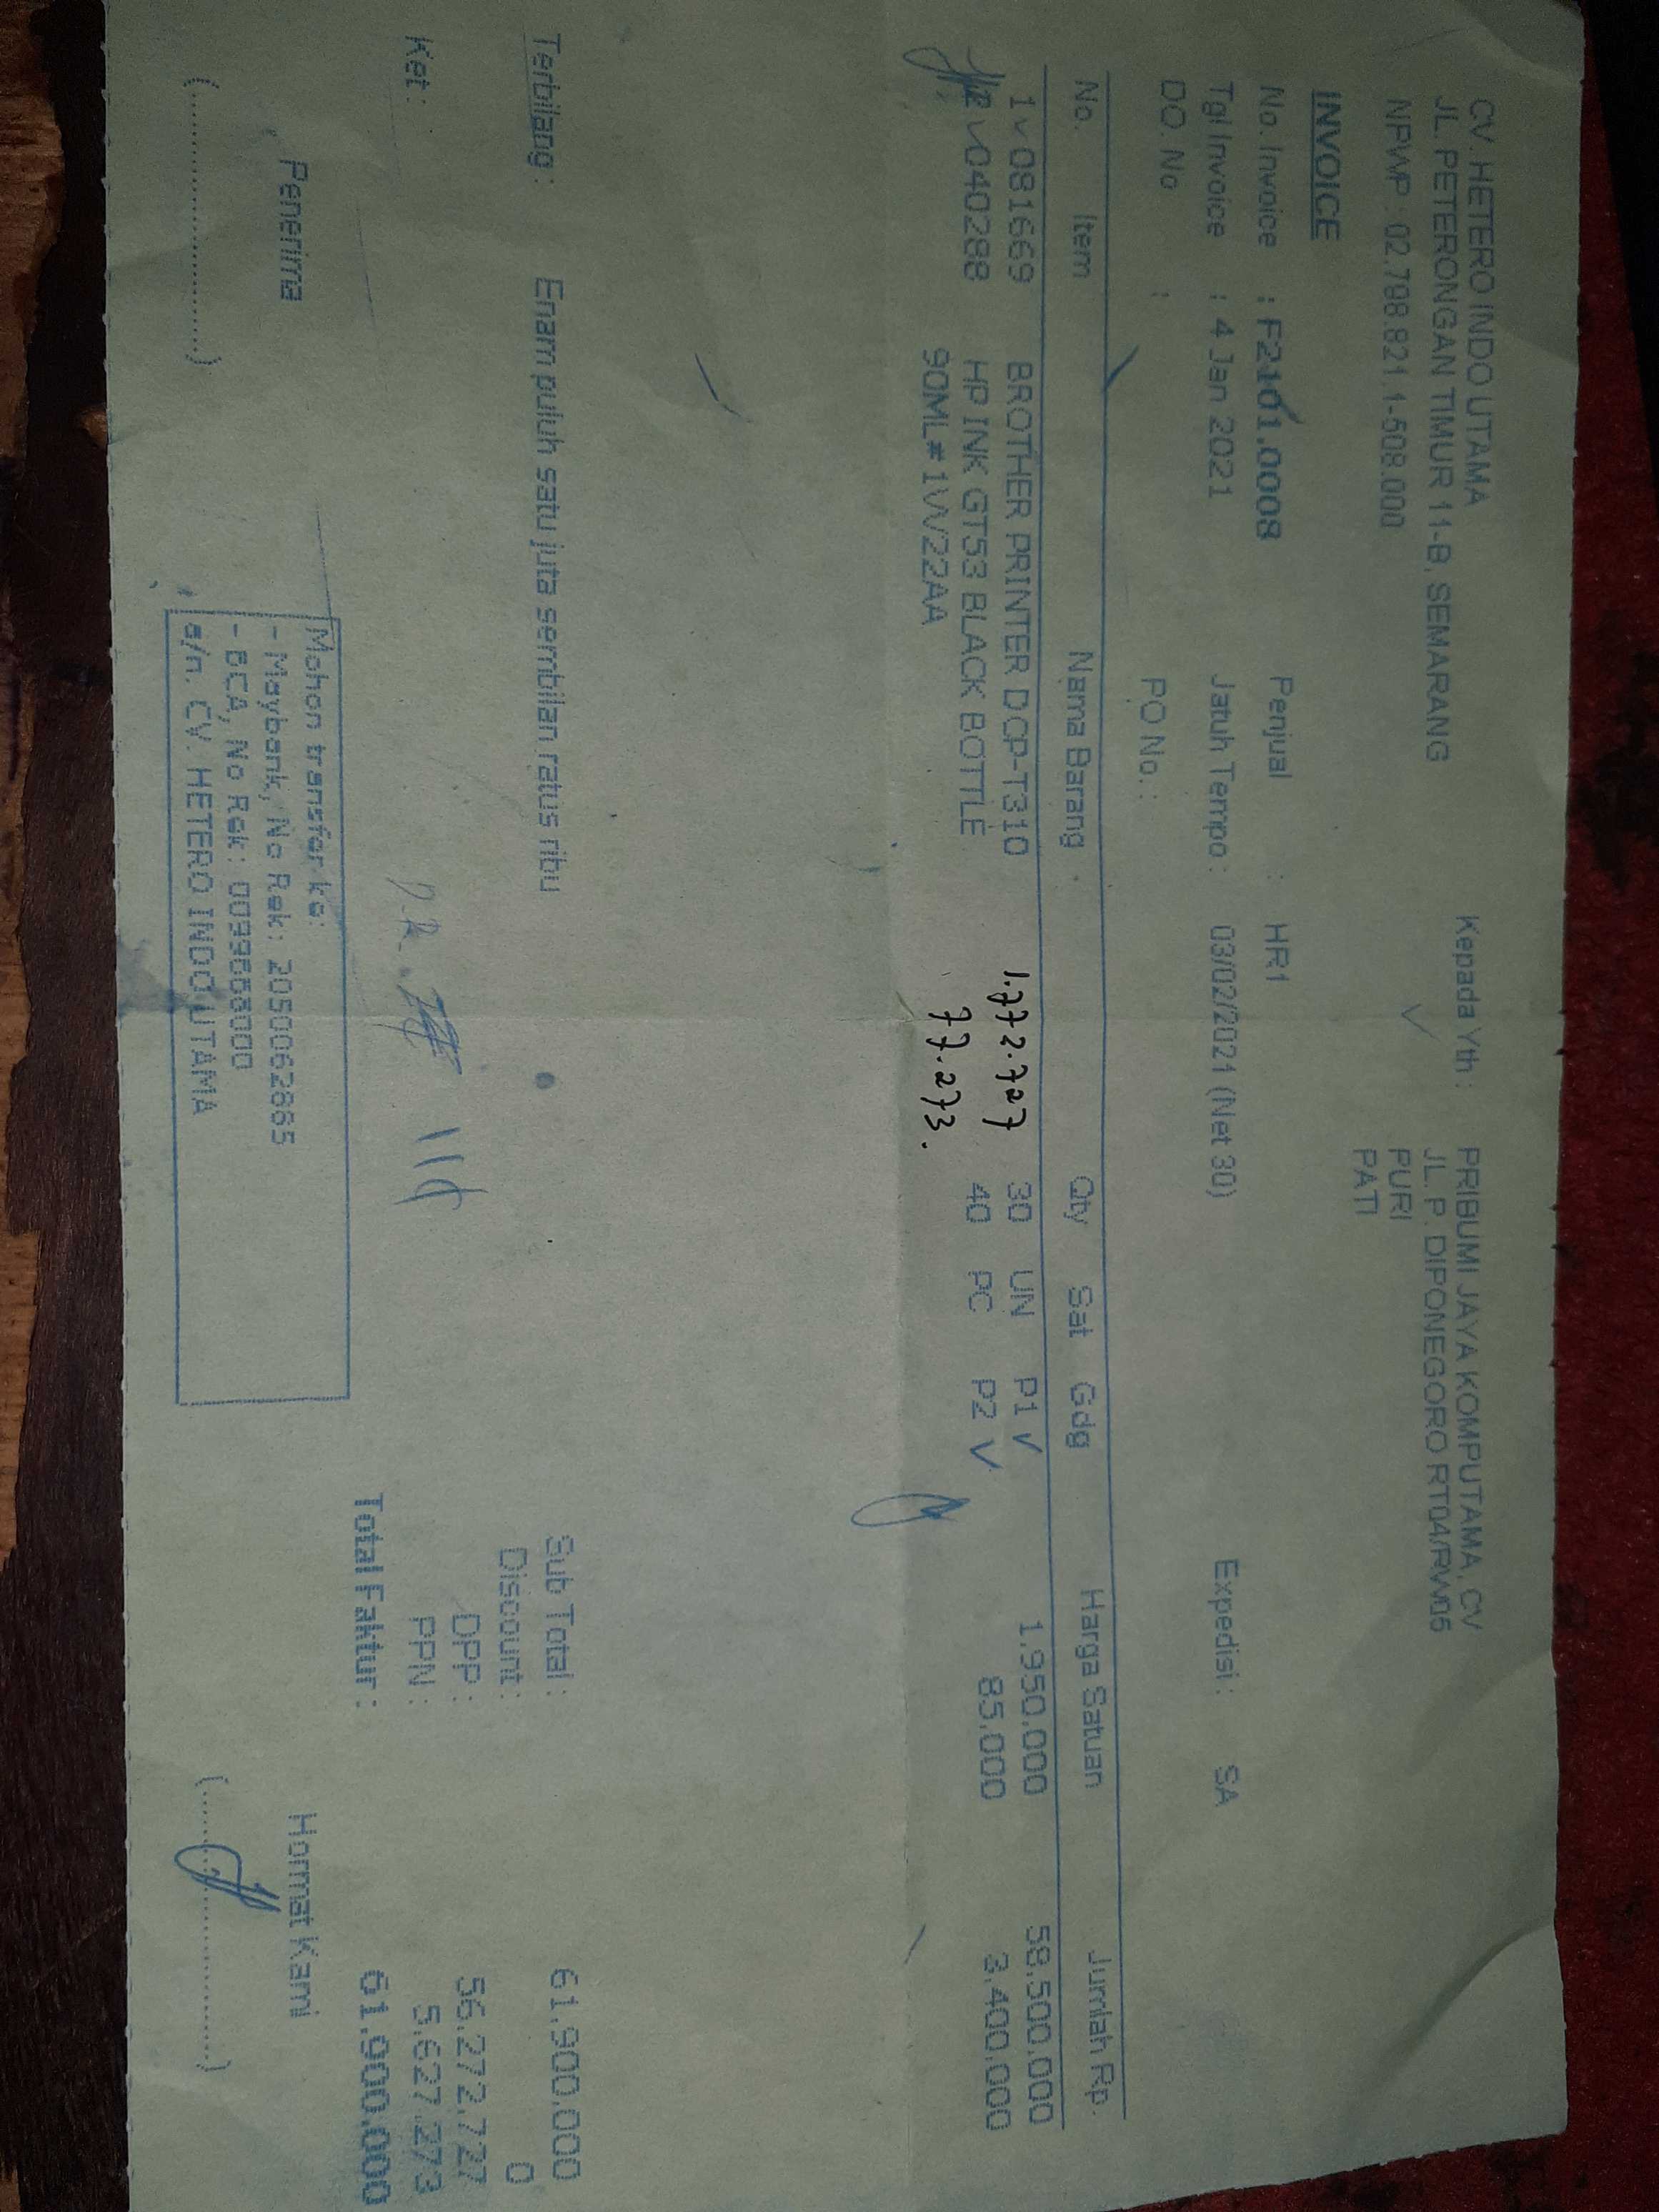 CV. HETERO INDO UTAMA
JL. PETERONGAN TIMUR 11-B, SEMARANG
NPWP : 02.798.821.1-508.000
Kepada Yth : PRIBUMI JAYA KOMPUTAMA, CV
JL. P. DIPONEGORO RT04/RW05
PURI
PATI
INVOICE
No. Invoice : F2101.0008 Penjual : HR1
Tgl Invoice : 4 Jan 2021 Jatuh Tempo : 03/02/2021 (Net 30) Expedisi : SA
DO. No : PO No. :
No. Item Nama Barang Qty Sat Gdg Harga Satuan Jumlah Rp.
1 081669 BROTHER PRINTER DCP-T310 1.772.727 30 UN P1 1.950.000 58.500.000
2 040288 HP INK GT53 BLACK BOTTLE 77.273. 40 PC P2 85.000 3.400.000
90ML#1VV22AA
Terbilang : Enam puluh satu juta sembilan ratus ribu
Sub Total : 61.900.000
Discount : 0
DPP : 56.272.727
Ket : PPN : 5.627.273
Total Faktur : 61.900.000
Penerima
Hormat Kami
Mohon transfer ke:
- Maybank, No Rek: 2050062885
- BCA, No Rek:
a/n. CV. HETERO INDO UTAMA
(....................) (....................)